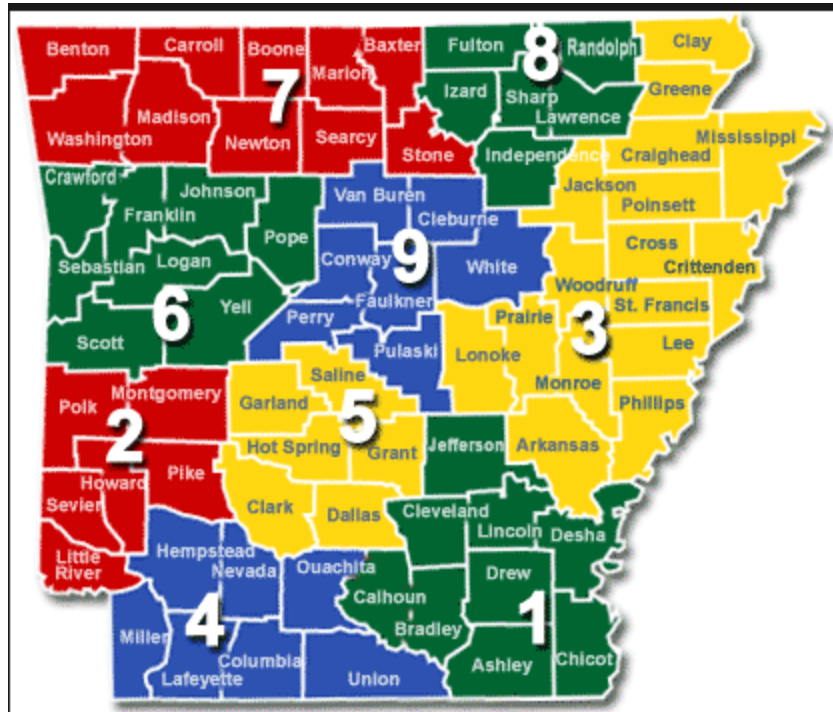 Benton
Carroll
Boone
Marion
Baxter
Fulton
8
Randolph
Clay
Washington
Madison
7
Newton
Searcy
Stone
Izard
Sharp
Lawrence
Greene
Mississippi
Independence
Craighead
Jackson
Poinsett
Crawford
Franklin
Johnson
Pope
Van Buren
Cleburne
Cross
Crittenden
Sebastian
Logan
Conway
9
White
Woodruff
St. Francis
6
Yell
Scott
Perry
Faulkner
Pulaski
Prairie
Lonoke
3
Lee
Monroe
Phillips
Polk
Montgomery
2
Saline
Garland
5
Hot Spring
Grant
Jefferson
Arkansas
Howard
Pike
Sevier
Little
River
Clark
Dallas
Cleveland
Lincoln
Desha
Hempstead
Nevada
Ouachita
Calhoun
Bradley
Drew
1
Miller
4
Lafeyette
Columbia
Union
Ashley
Chicot